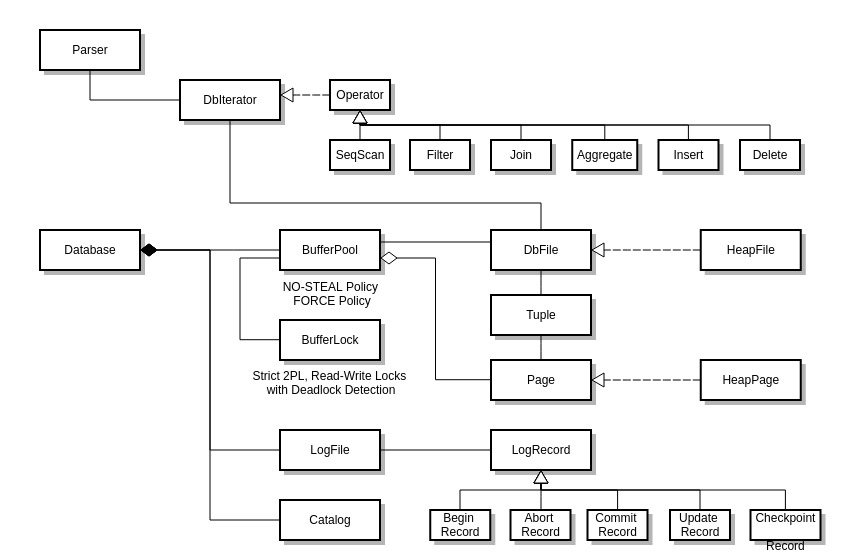 Parser
DbIterator
Operator
SeqScan
Filter
Join
Aggregate
Insert
Delete
Database
BufferPool
DbFile
HeapFile
NO-STEAL Policy
FORCE Policy
Tuple
BufferLock
Page
HeapPage
Strict 2PL, Read-Write Locks
with Deadlock Detection
LogFile
LogRecord
Catalog
Begin
Record
Abort
Record
Commit
Record
Update
Record
Checkpoint
Record